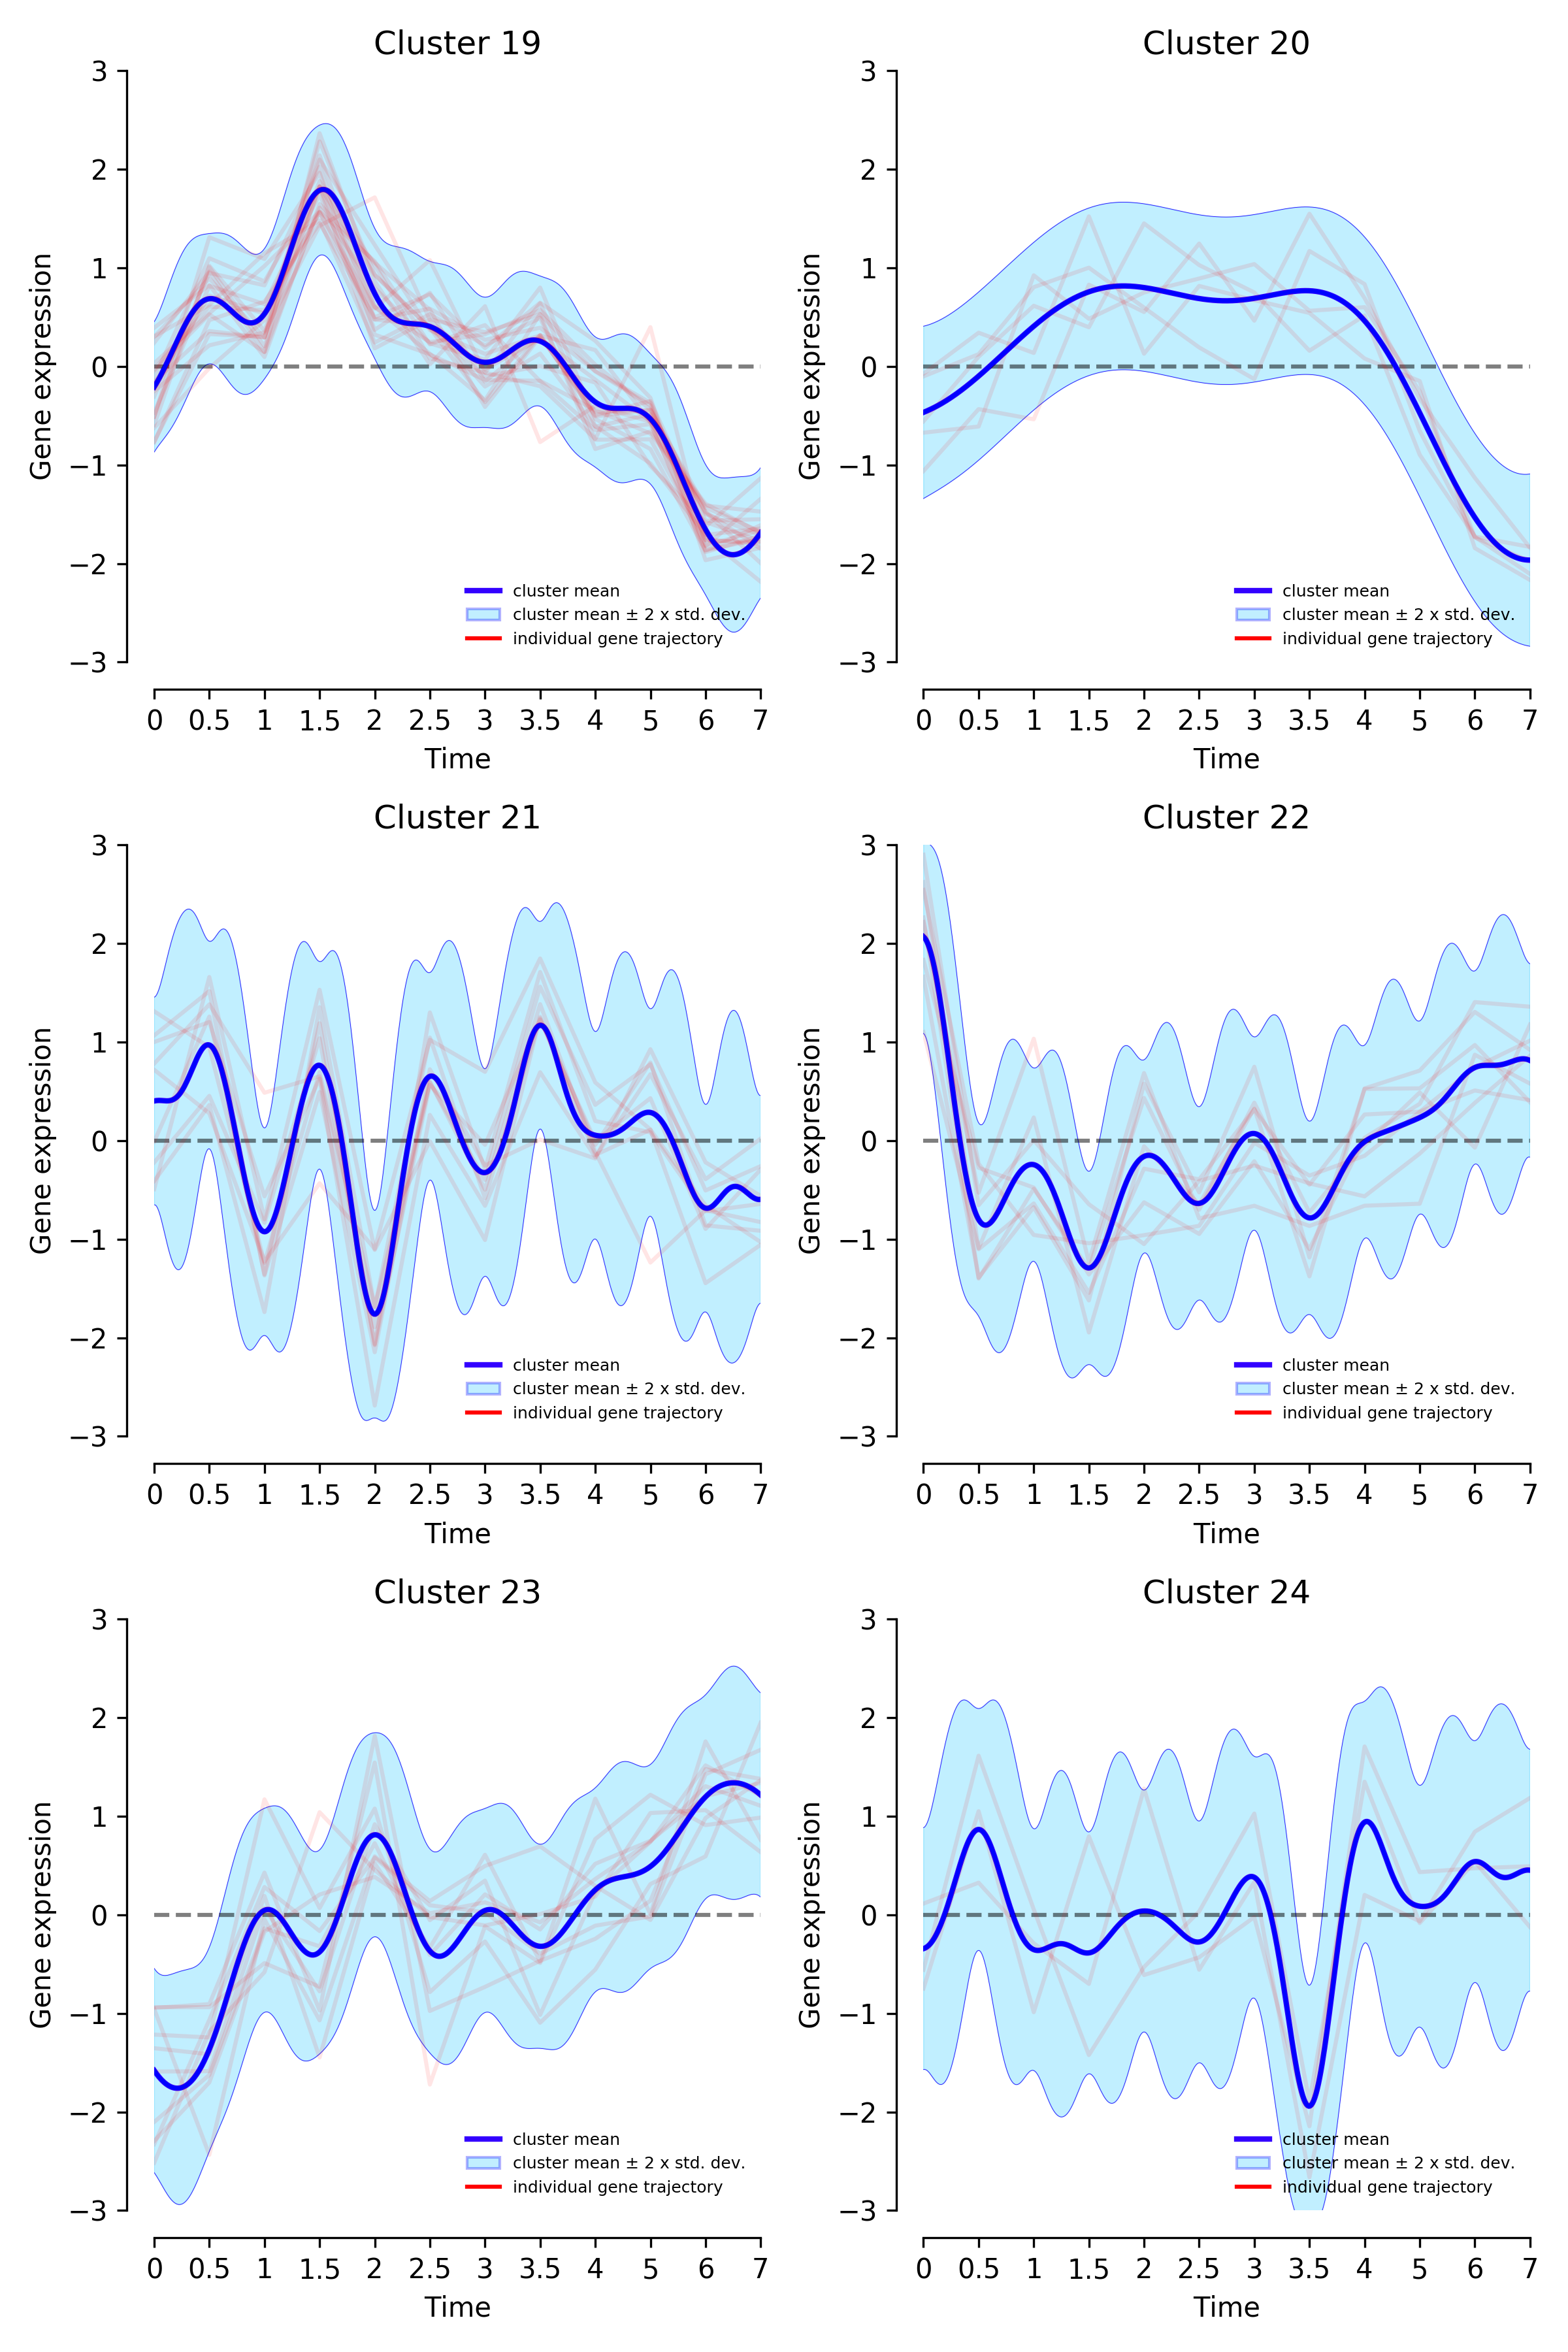 Cluster 19
Gene expression
3
2
1
0
−1
−2
−3
cluster mean
cluster mean ± 2 x std. dev.
individual gene trajectory
0 0.5 1 1.5 2 2.5 3 3.5 4 5 6 7
Time
Cluster 20
Gene expression
3
2
1
0
−1
−2
−3
cluster mean
cluster mean ± 2 x std. dev.
individual gene trajectory
0 0.5 1 1.5 2 2.5 3 3.5 4 5 6 7
Time
Cluster 21
Gene expression
3
2
1
0
−1
−2
−3
cluster mean
cluster mean ± 2 x std. dev.
individual gene trajectory
0 0.5 1 1.5 2 2.5 3 3.5 4 5 6 7
Time
Cluster 22
Gene expression
3
2
1
0
−1
−2
−3
cluster mean
cluster mean ± 2 x std. dev.
individual gene trajectory
0 0.5 1 1.5 2 2.5 3 3.5 4 5 6 7
Time
Cluster 23
Gene expression
3
2
1
0
−1
−2
−3
cluster mean
cluster mean ± 2 x std. dev.
individual gene trajectory
0 0.5 1 1.5 2 2.5 3 3.5 4 5 6 7
Time
Cluster 24
Gene expression
3
2
1
0
−1
−2
−3
cluster mean
cluster mean ± 2 x std. dev.
individual gene trajectory
0 0.5 1 1.5 2 2.5 3 3.5 4 5 6 7
Time